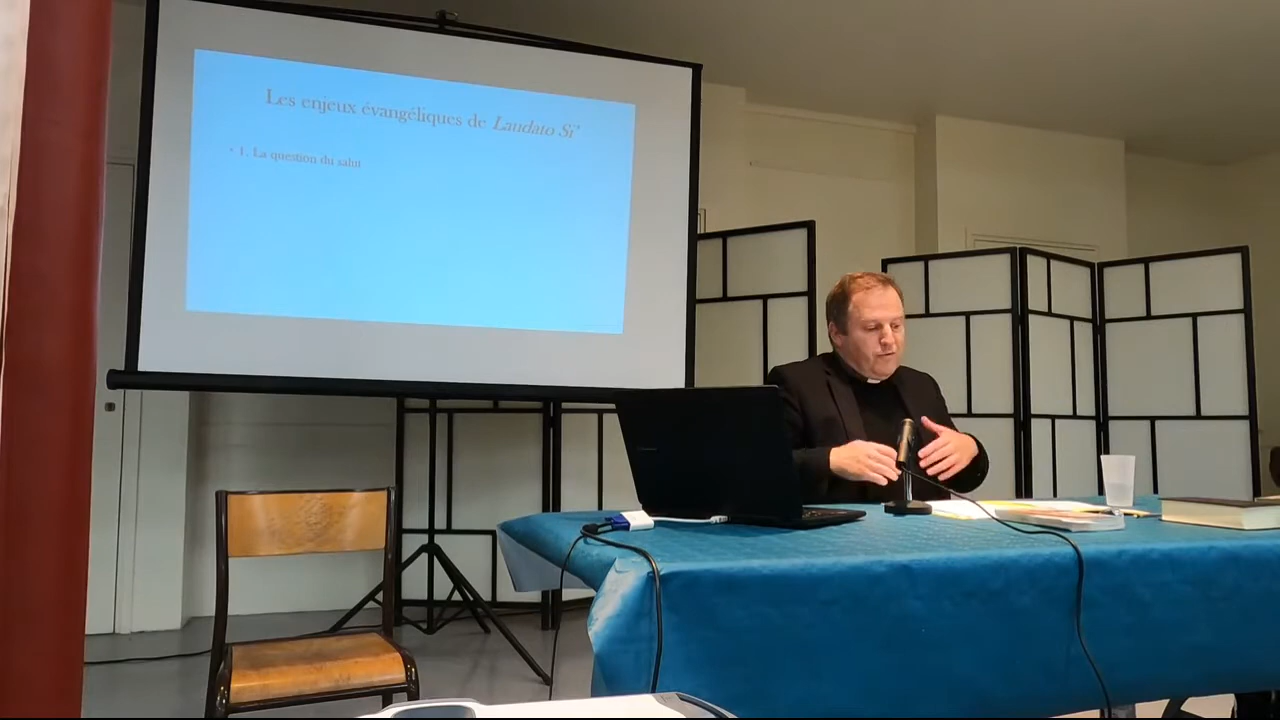 Les enjeux évangéliques de Laudato Si'
• 1. La question du salut